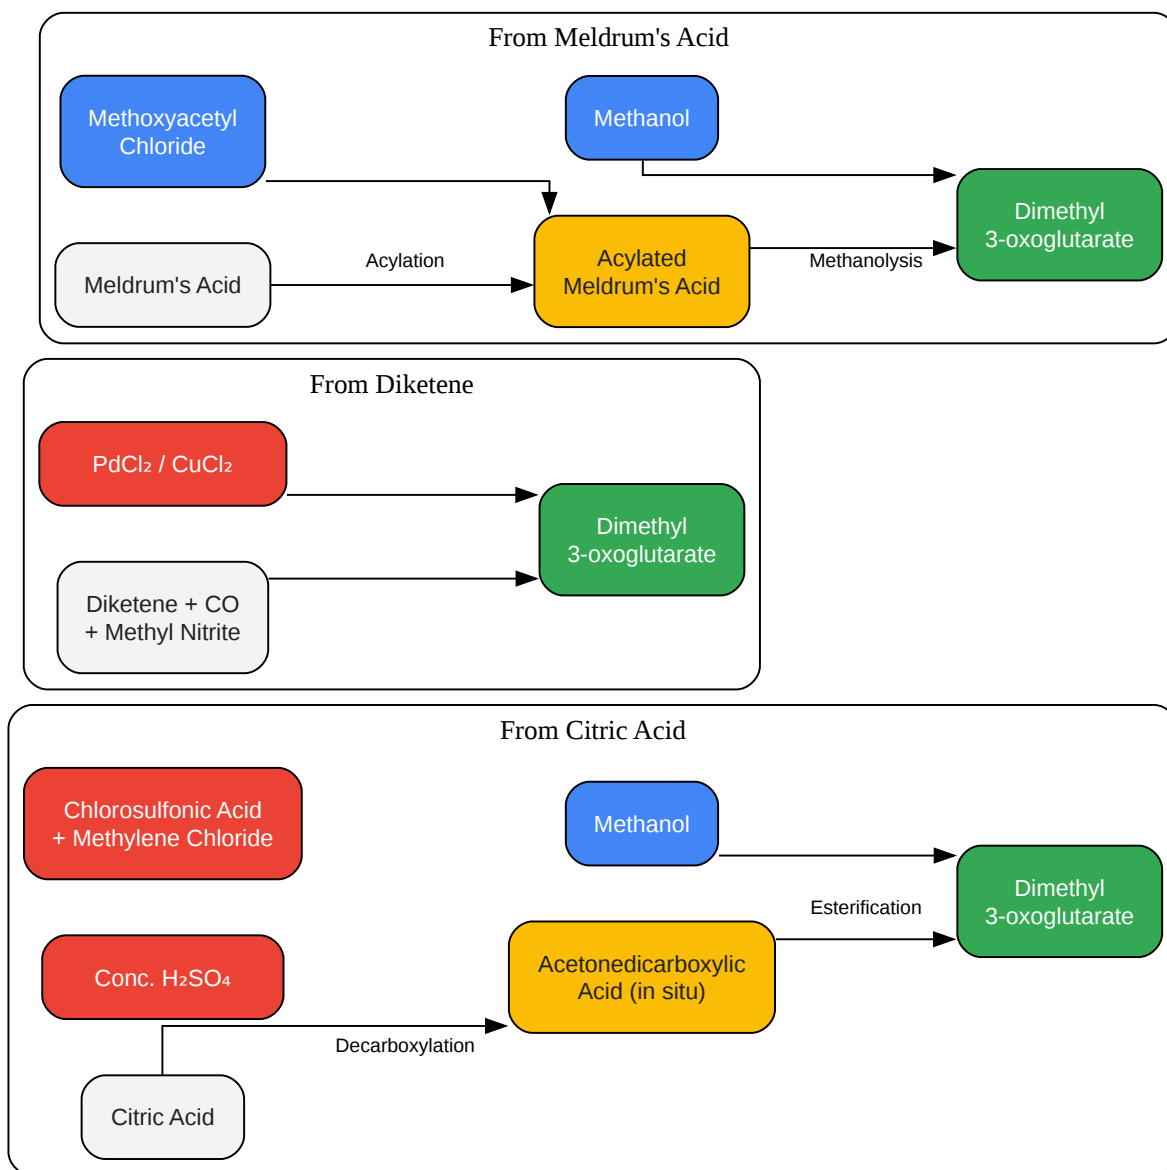 From Meldrum's Acid
Methoxyacetyl
Chloride
Methanol
Dimethyl
3-oxoglutarate
Acylated
Meldrum's Acid
Meldrum's Acid
Acylation
Methanolysis
From Diketene
PdCl₂ / CuCl₂
Dimethyl
3-oxoglutarate
Diketene + CO
+ Methyl Nitrite
From Citric Acid
Chlorosulfonic Acid
+ Methylene Chloride
Methanol
Dimethyl
3-oxoglutarate
Esterification
Conc. H₂SO₄
Acetonedicarboxylic
Acid (in situ)
Decarboxylation
Citric Acid